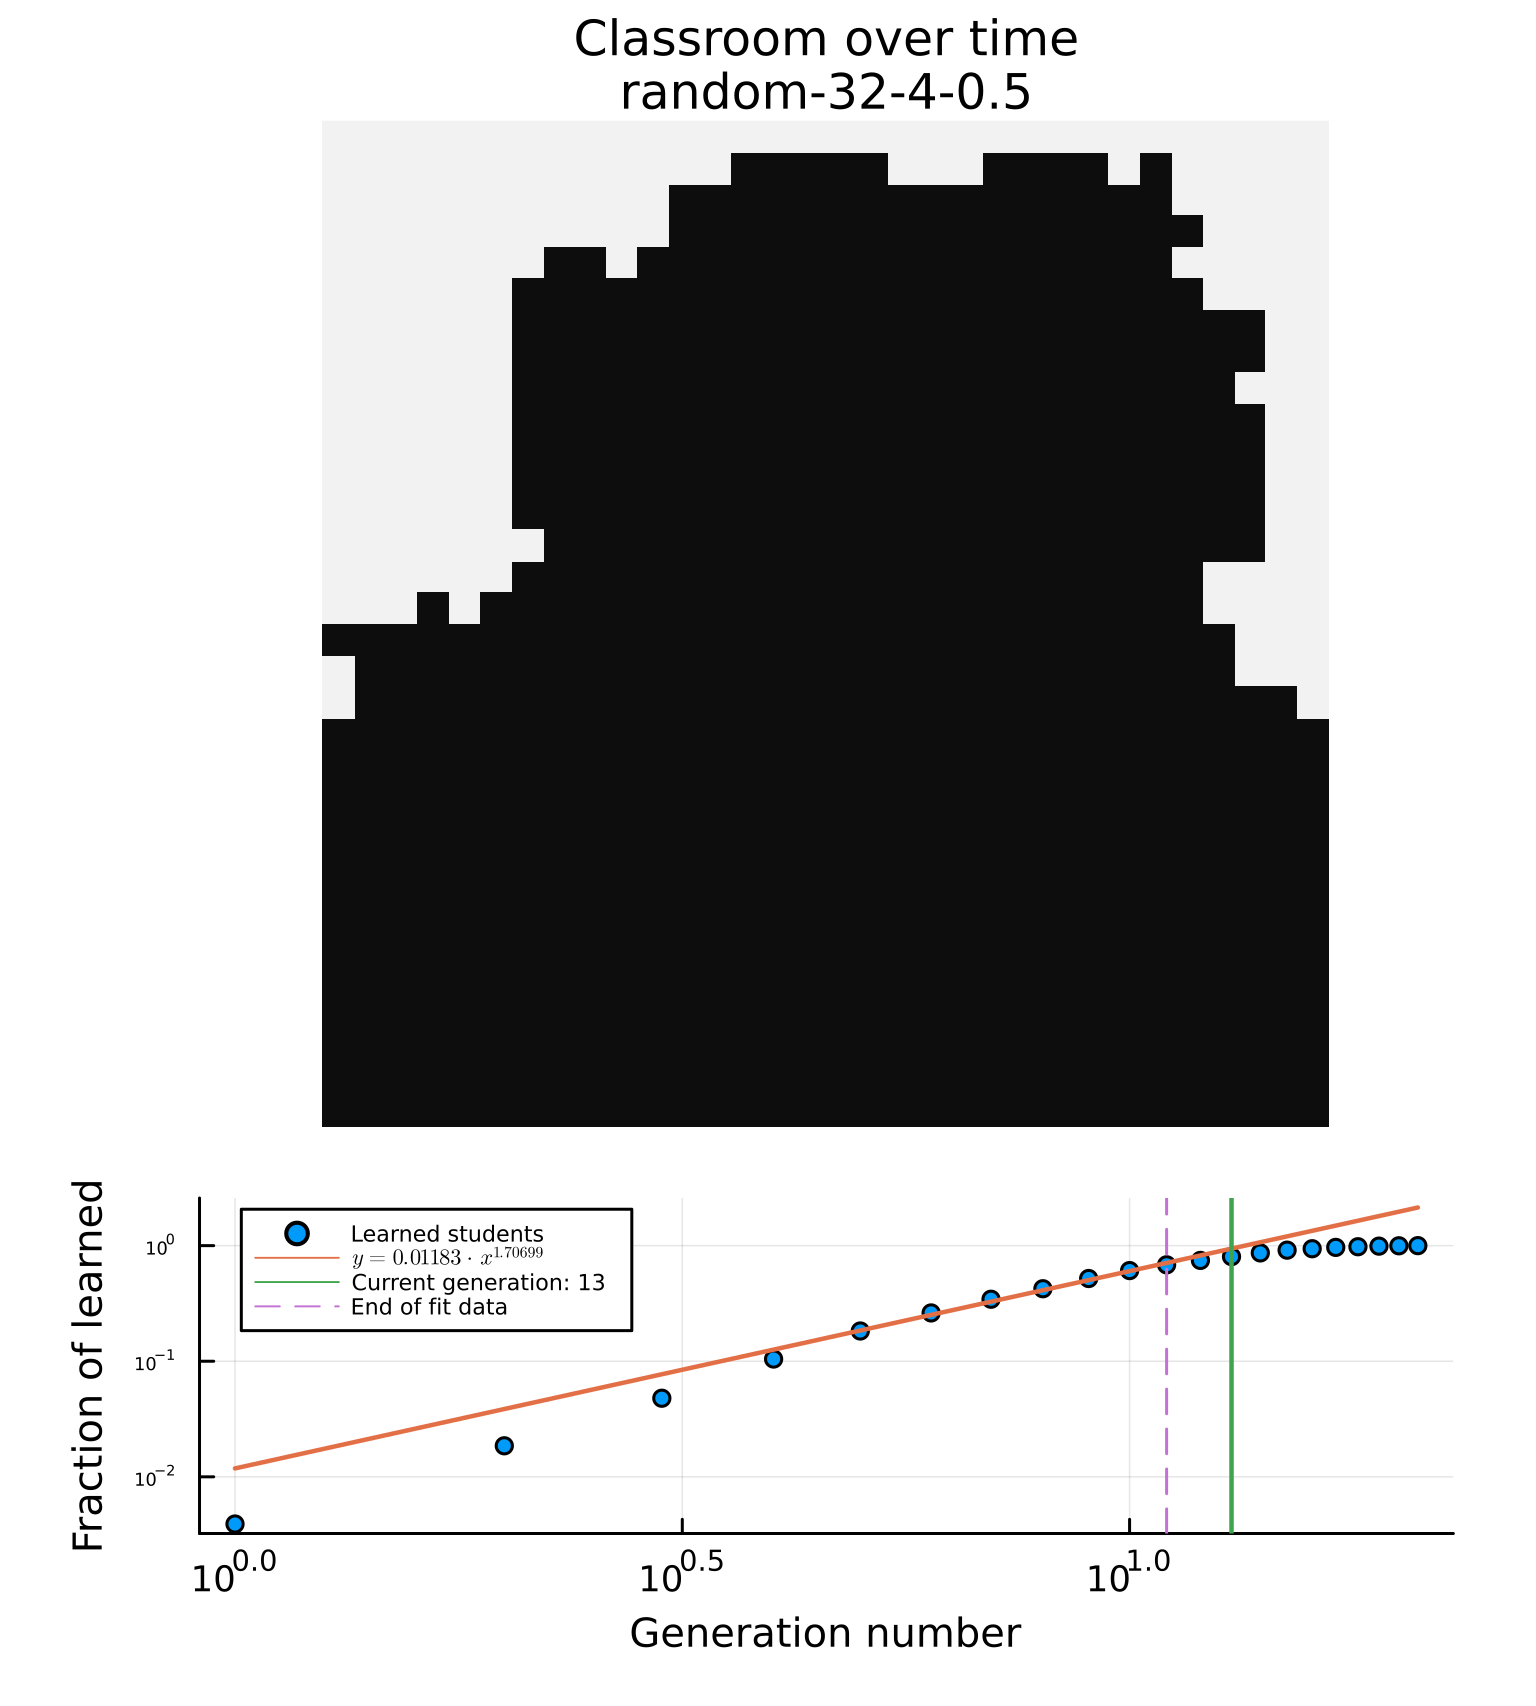 Classroom over time
random-32-4-0.5
Fraction of learned
10^0
10^−1
10^−2
Learned students
y = 0.01183 · x^1.70699
Current generation: 13
End of fit data
10^0.0 10^0.5 10^1.0
Generation number